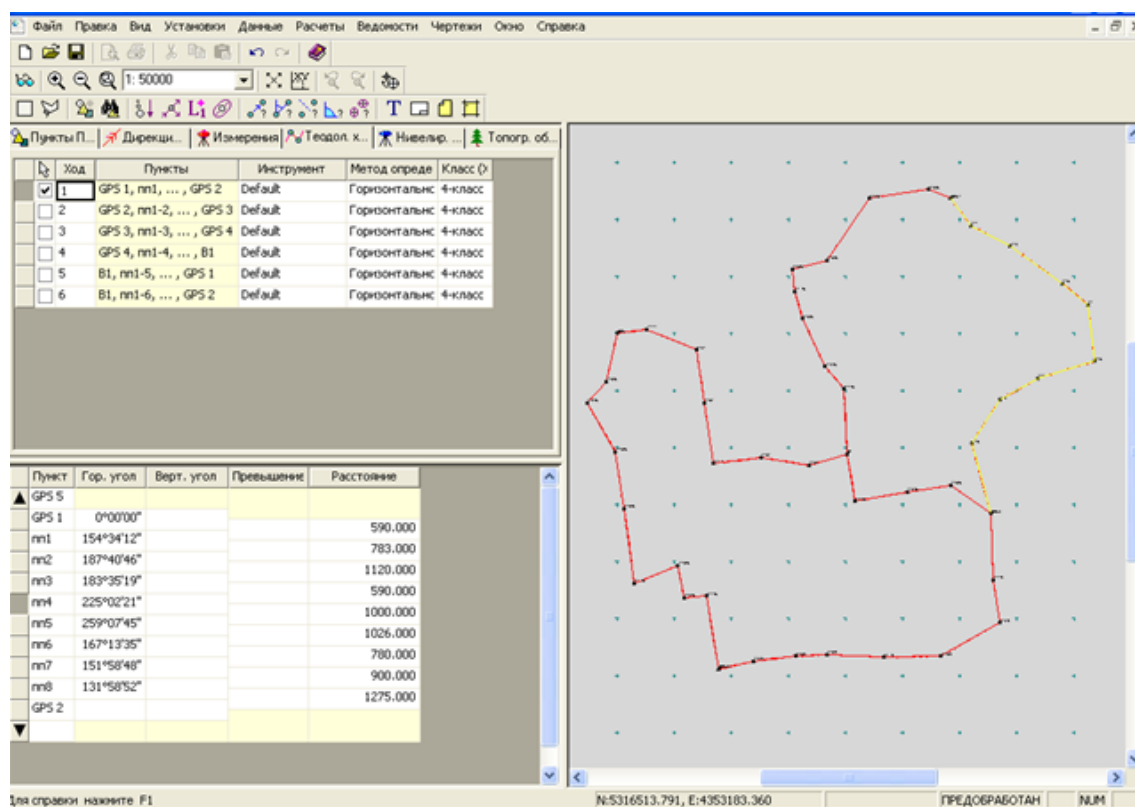 Файл Правка Вид Установки Данные Расчеты Ведомости Чертежи Окно Справка
1: 50000
Пункты П... Дирекци... Измерения Теодол. х... Нивелир. ... Топогр. об...
Ход Пункты Инструмент Метод опреде Класс (
1 GPS 1, пп1, ... , GPS 2 Default Горизонтальнс 4-класс
2 GPS 2, пп1-2, ... , GPS 3 Default Горизонтальнс 4-класс
3 GPS 3, пп1-3, ... , GPS 4 Default Горизонтальнс 4-класс
4 GPS 4, пп1-4, ... , B1 Default Горизонтальнс 4-класс
5 B1, пп1-5, ... , GPS 1 Default Горизонтальнс 4-класс
6 B1, пп1-6, ... , GPS 2 Default Горизонтальнс 4-класс
Пункт Гор. угол Верт. угол Превышение Расстояние
GPS 5
GPS 1 0°00'00"
590.000
пп1 154°34'12"
783.000
пп2 187°40'46"
1120.000
пп3 183°35'19"
590.000
пп4 225°02'21"
1000.000
пп5 259°07'45"
1026.000
пп6 167°13'35"
780.000
пп7 151°58'48"
900.000
пп8 131°58'52"
1275.000
GPS 2
Для справки нажмите F1 N:5316513.791, E:4353183.360 ПРЕДОБРАБОТАН NUM